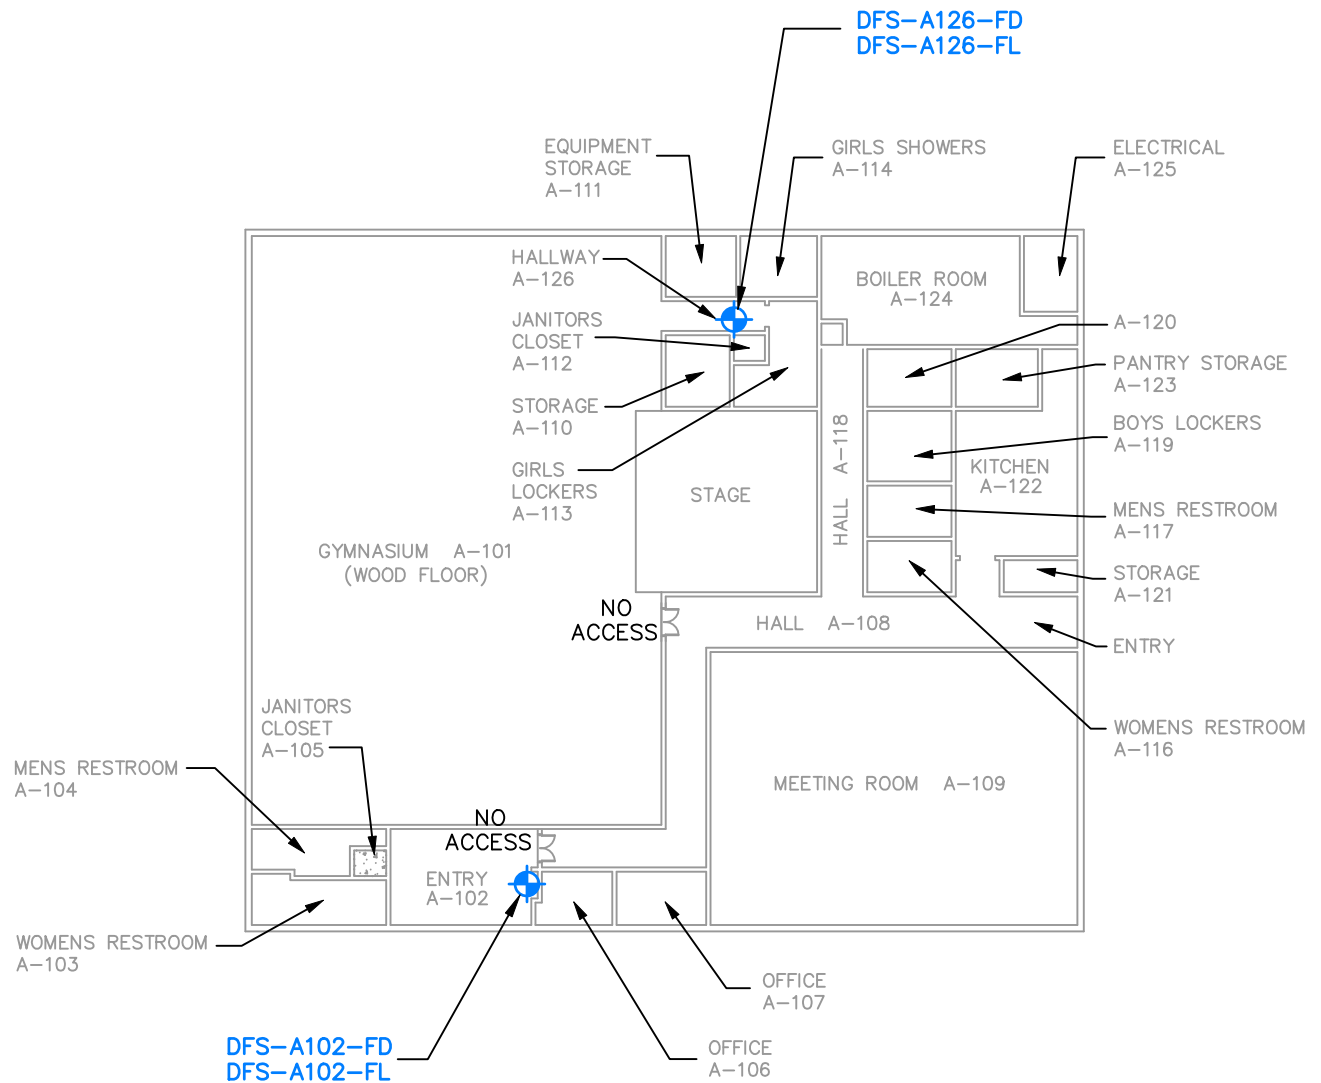 DFS-A126-FD
DFS-A126-FL
EQUIPMENT
STORAGE
A-111
GIRLS SHOWERS
A-114
ELECTRICAL
A-125
HALLWAY
A-126
BOILER ROOM
A-124
JANITORS
CLOSET
A-112
A-120
PANTRY STORAGE
A-123
STORAGE
A-110
BOYS LOCKERS
A-119
HALL A-118
KITCHEN
A-122
GIRLS
LOCKERS
A-113
STAGE
MENS RESTROOM
A-117
GYMNASIUM A-101
(WOOD FLOOR)
STORAGE
A-121
NO
ACCESS
HALL A-108
ENTRY
JANITORS
CLOSET
A-105
WOMENS RESTROOM
A-116
MENS RESTROOM
A-104
MEETING ROOM A-109
NO
ACCESS
ENTRY
A-102
WOMENS RESTROOM
A-103
OFFICE
A-107
DFS-A102-FD
DFS-A102-FL
OFFICE
A-106